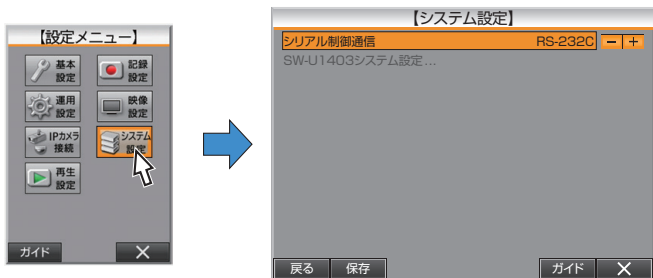 【設定メニュー】
基本
設定
記録
設定
運用
設定
映像
設定
IPカメラ
接続
システム
設定
再生
設定
ガイド
【システム設定】
シリアル制御通信 RS-232C － ＋
SW-U1403システム設定...
戻る 保存 ガイド